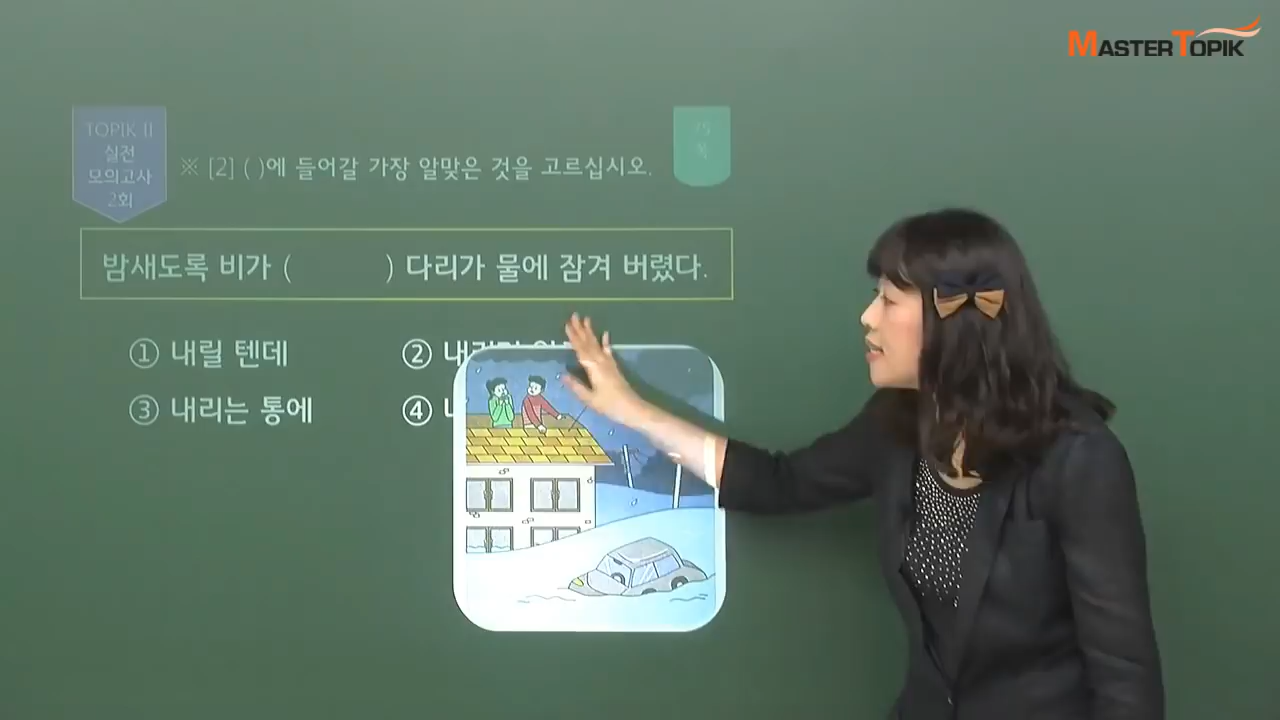 MASTER TOPIK
TOPIK II
실전
모의고사
2회
※ [2] ( )에 들어갈 가장 알맞은 것을 고르십시오.
밤새도록 비가 ( ) 다리가 물에 잠겨 버렸다.
① 내릴 텐데
②
③ 내리는 통에
④